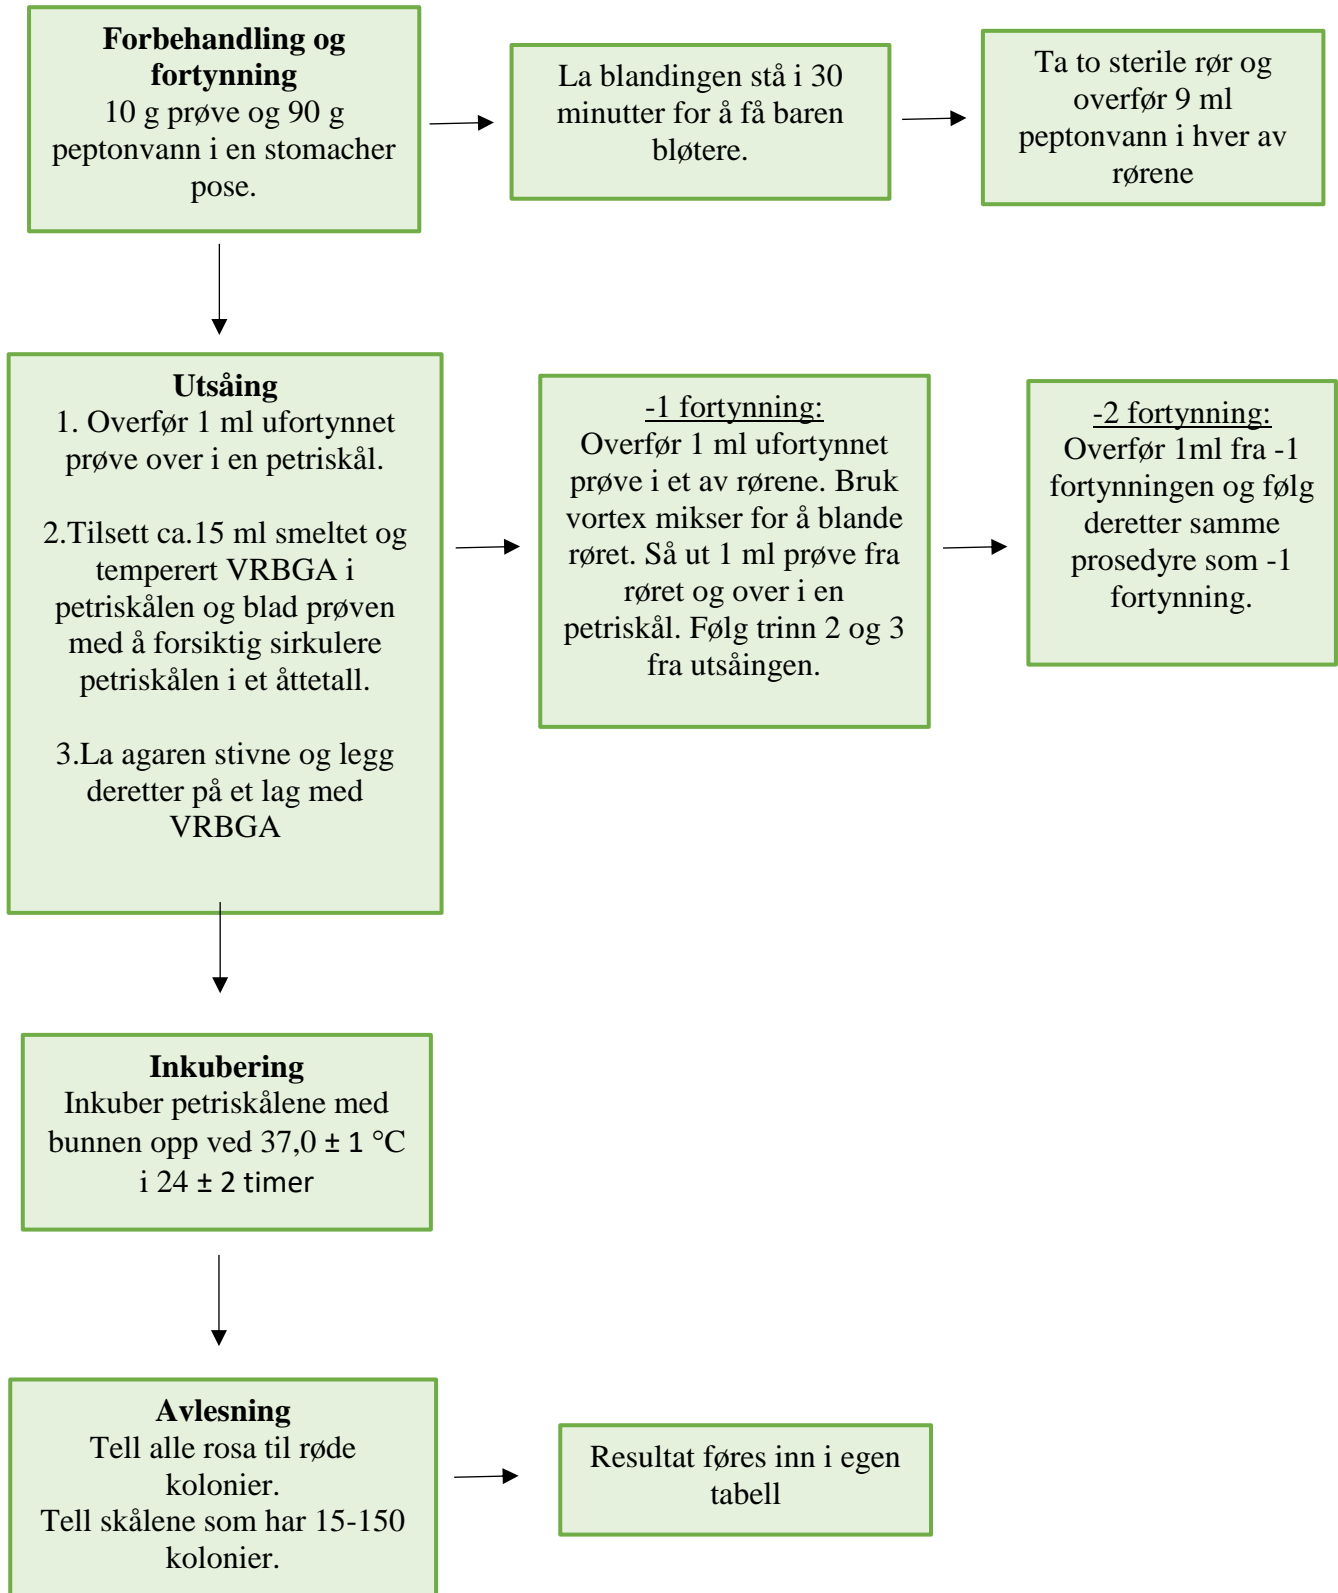 Forbehandling og
fortynning
10 g prøve og 90 g
peptonvann i en stomacher
pose.
La blandingen stå i 30
minutter for å få baren
bløtere.
Ta to sterile rør og
overfør 9 ml
peptonvann i hver av
rørene
Utsåing
1. Overfør 1 ml ufortynnet
prøve over i en petriskål.
2.Tilsett ca.15 ml smeltet og
temperert VRBGA i
petriskålen og blad prøven
med å forsiktig sirkulere
petriskålen i et åttetall.
3.La agaren stivne og legg
deretter på et lag med
VRBGA
-1 fortynning:
Overfør 1 ml ufortynnet
prøve i et av rørene. Bruk
vortex mikser for å blande
røret. Så ut 1 ml prøve fra
røret og over i en
petriskål. Følg trinn 2 og 3
fra utsåingen.
-2 fortynning:
Overfør 1ml fra -1
fortynningen og følg
deretter samme
prosedyre som -1
fortynning.
Inkubering
Inkuber petriskålene med
bunnen opp ved 37,0 ± 1 °C
i 24 ± 2 timer
Avlesning
Tell alle rosa til røde
kolonier.
Tell skålene som har 15-150
kolonier.
Resultat føres inn i egen
tabell